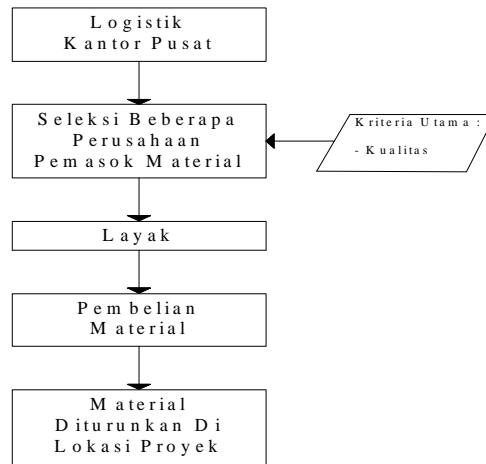 Logistik
Kantor Pusat
Seleksi Beberapa
Perusahaan
Pemasok Material
Kriteria Utama :
- Kualitas
Layak
Pembelian
Material
Material
Diturunkan Di
Lokasi Proyek